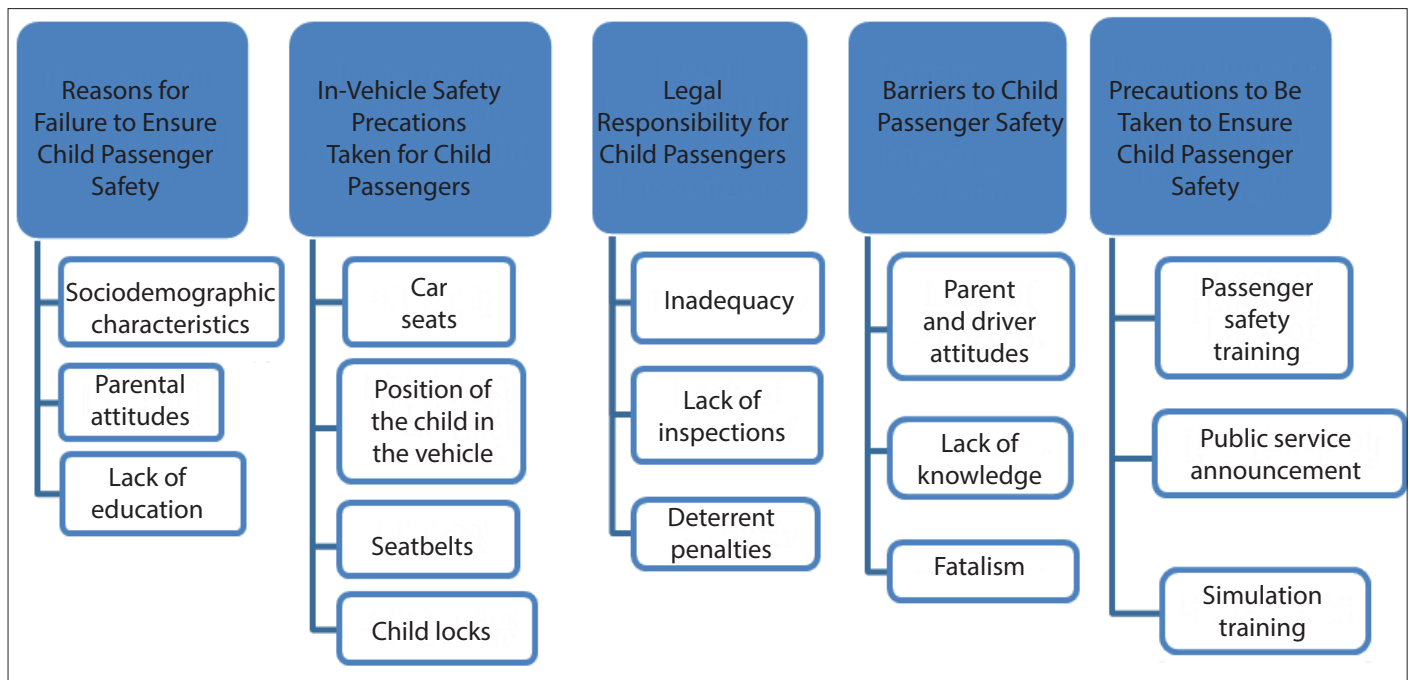 Reasons for
Failure to Ensure
Child Passenger
Safety
Sociodemographic
characteristics
Parental
attitudes
Lack of
education
In-Vehicle Safety
Precations
Taken for Child
Passengers
Car
seats
Position of
the child in
the vehicle
Seatbelts
Child locks
Legal
Responsibility for
Child Passengers
Inadequacy
Lack of
inspections
Deterrent
penalties
Barriers to Child
Passenger Safety
Parent
and driver
attitudes
Lack of
knowledge
Fatalism
Precautions to Be
Taken to Ensure
Child Passenger
Safety
Passenger
safety
training
Public service
announcement
Simulation
training